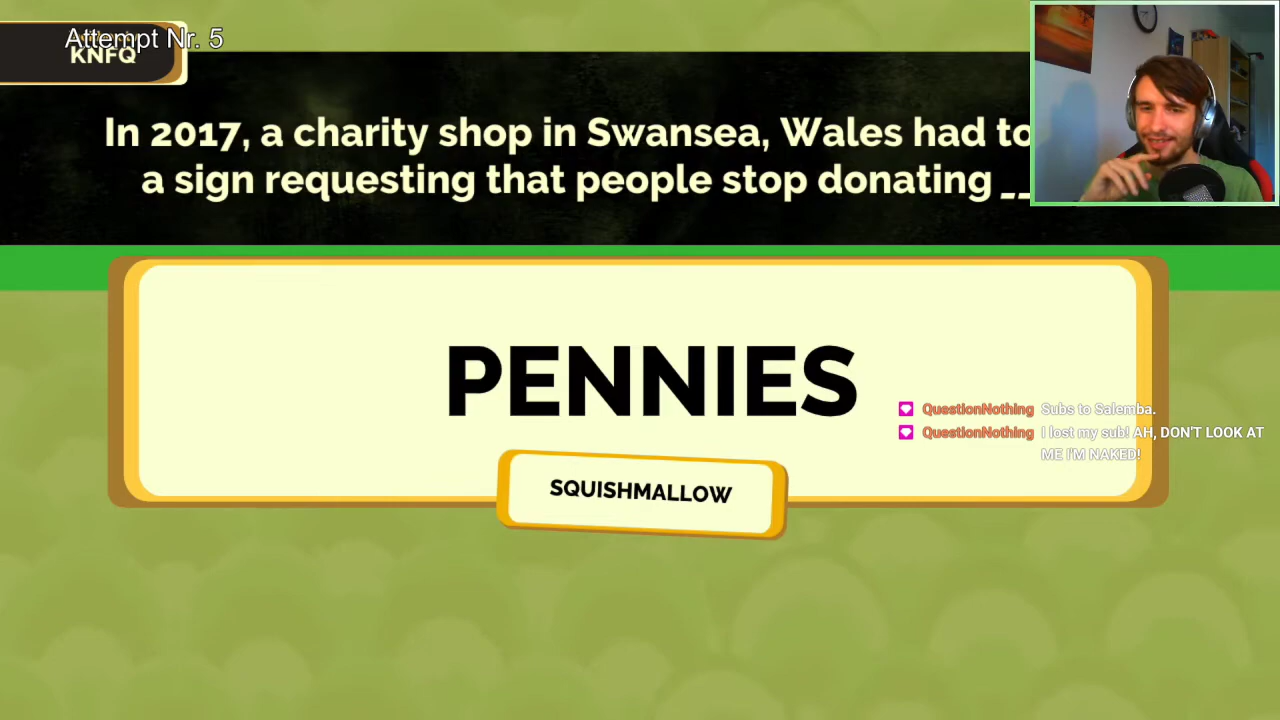 Attempt Nr. 5
KNFQ
In 2017, a charity shop in Swansea, Wales had to
a sign requesting that people stop donating __
PENNIES
SQUISHMALLOW
QuestionNothing Subs to Salemba.
QuestionNothing I lost my sub! AH, DON'T LOOK AT
ME I'M NAKED!